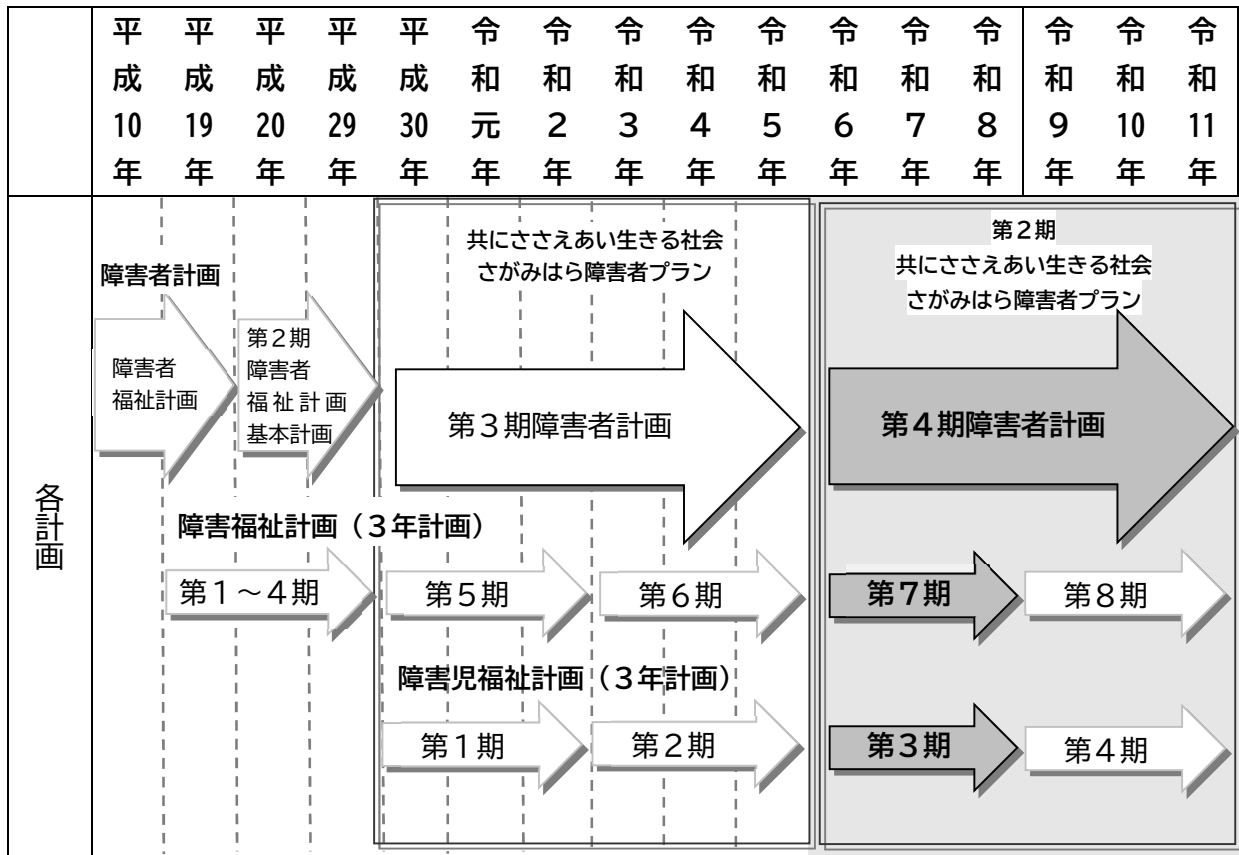 平成10年
平成19年
平成20年
平成29年
平成30年
令和元年
令和２年
令和３年
令和４年
令和５年
令和６年
令和７年
令和８年
令和９年
令和10年
令和11年
各計画
障害者計画
障害者
福祉計画
第２期
障害者
福祉計画
基本計画
共にささえあい生きる社会
さがみはら障害者プラン
第３期障害者計画
第２期
共にささえあい生きる社会
さがみはら障害者プラン
第４期障害者計画
障害福祉計画（３年計画）
第１～４期
第５期
第６期
第７期
第８期
障害児福祉計画（３年計画）
第１期
第２期
第３期
第４期